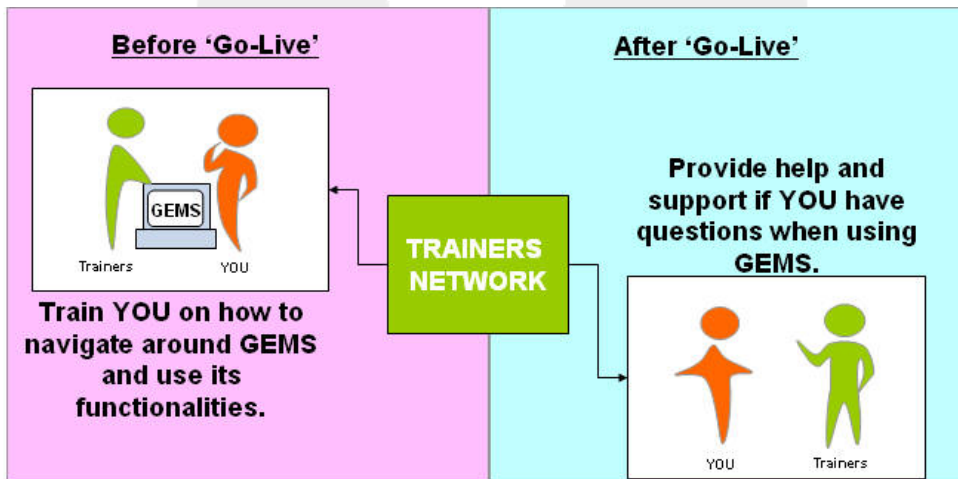 Before ‘Go-Live’
GEMS
Trainers YOU
Train YOU on how to
navigate around GEMS
and use its
functionalities.
TRAINERS
NETWORK
After ‘Go-Live’
Provide help and
support if YOU have
questions when using
GEMS.
YOU Trainers